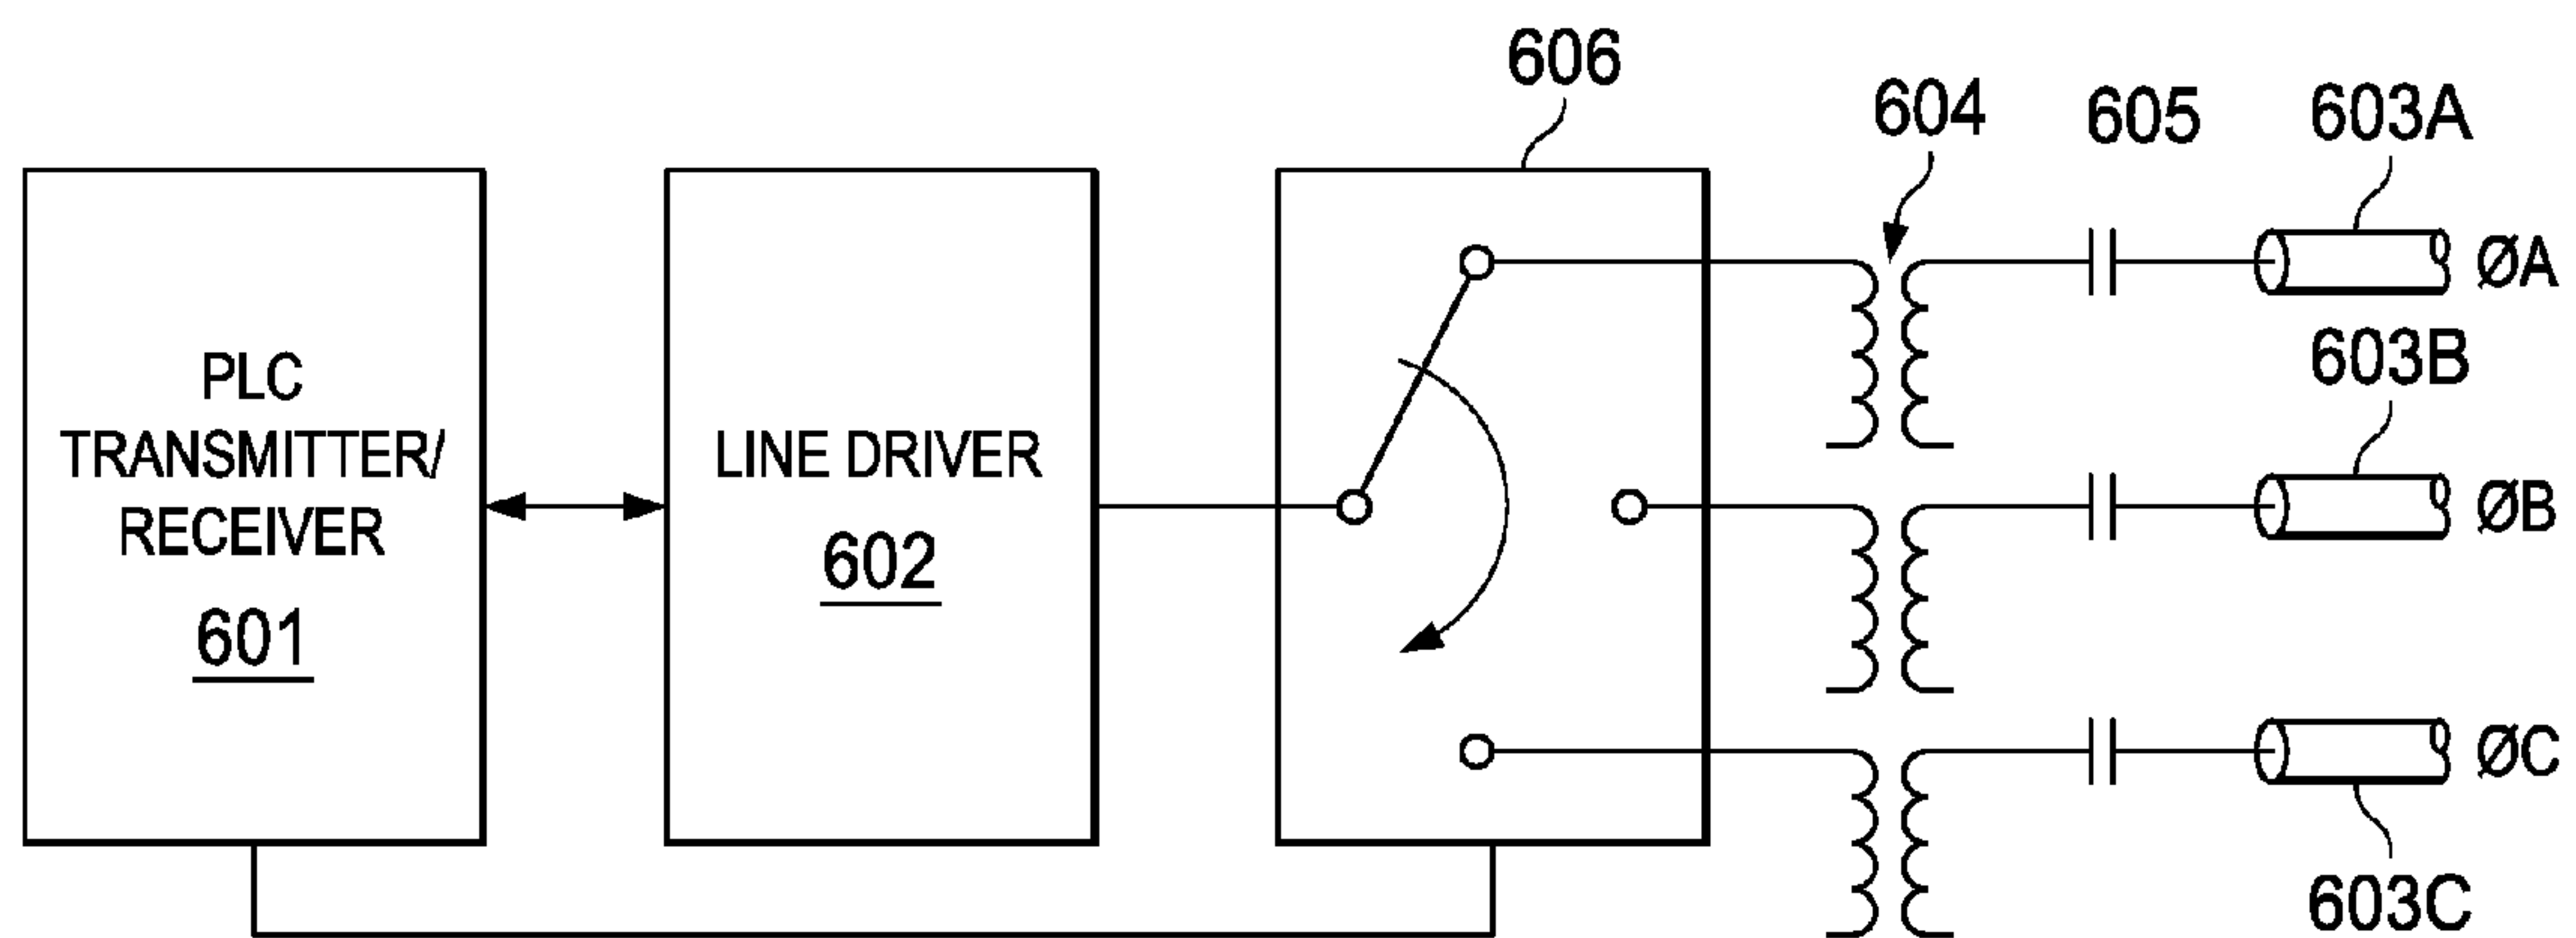 606
604
605
603A
ØA
603B
PLC
TRANSMITTER/
RECEIVER
601
LINE DRIVER
602
ØB
ØC
603C